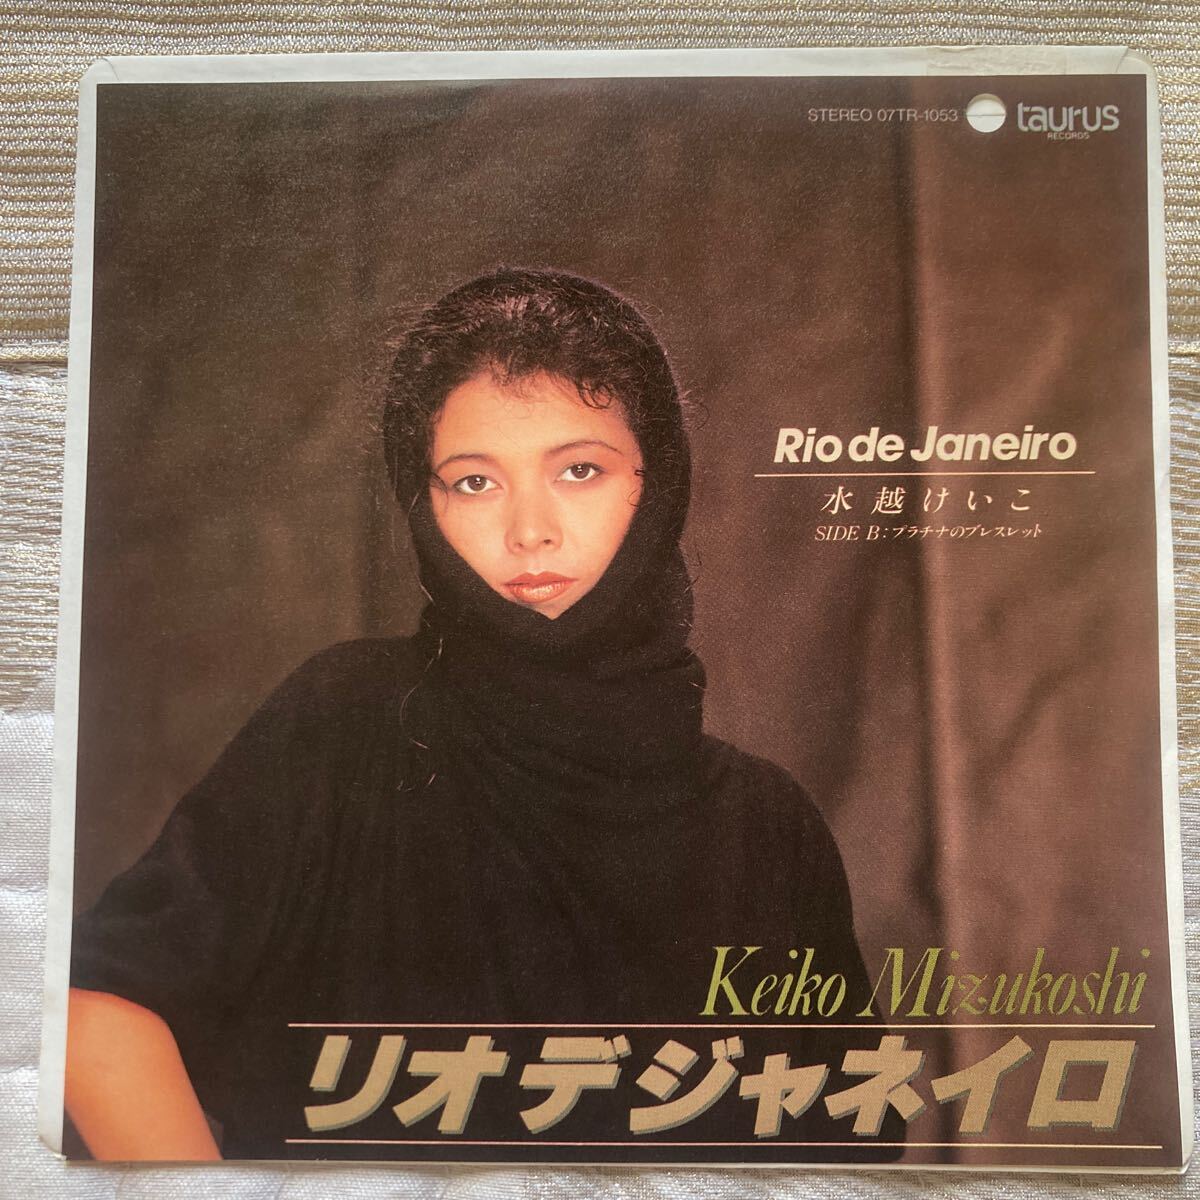 STEREO 07TR-1053
taurus
RECORDS
Rio de Janeiro
水越けいこ
SIDE B：プラチナのブレスレット
Keiko Mizukoshi
リオデジャネイロ